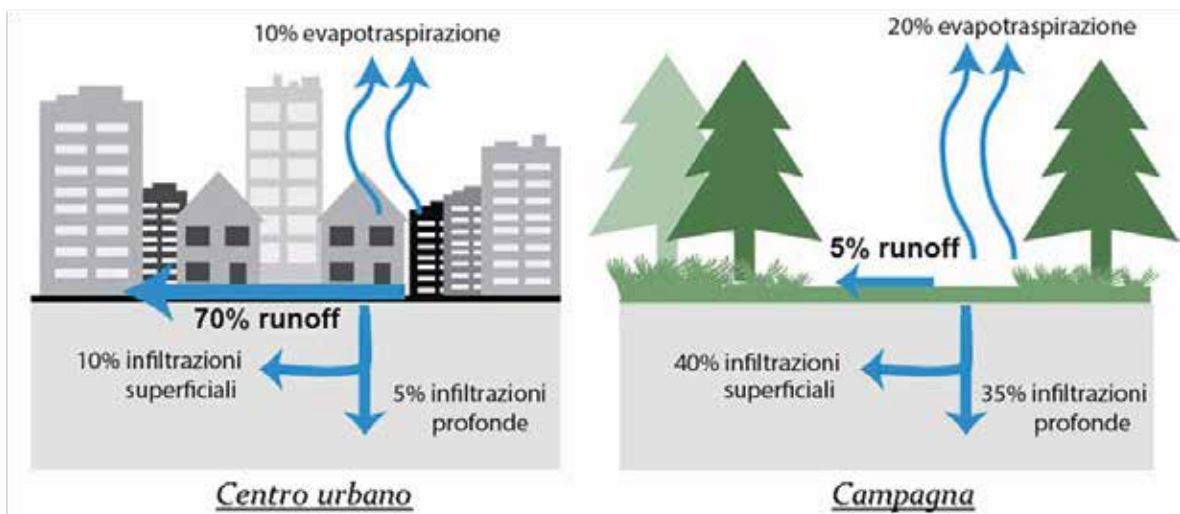 10% evapotraspirazione
70% runoff
10% infiltrazioni
superficiali
5% infiltrazioni
profonde
Centro urbano
20% evapotraspirazione
5% runoff
40% infiltrazioni
superficiali
35% infiltrazioni
profonde
Campagna